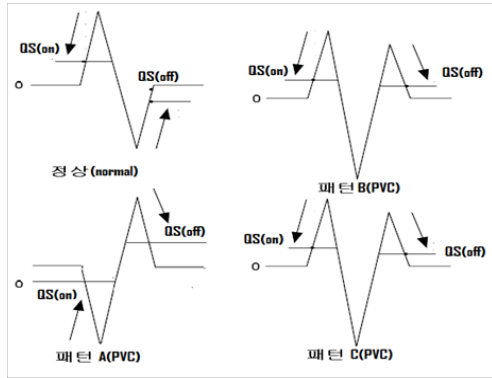 QS(on)
QS(off)
O
정상(normal)
QS(on)
QS(off)
O
패턴B(PVC)
QS(off)
O
QS(on)
패턴 A(PVC)
QS(on)
QS(off)
O
패턴 C(PVC)